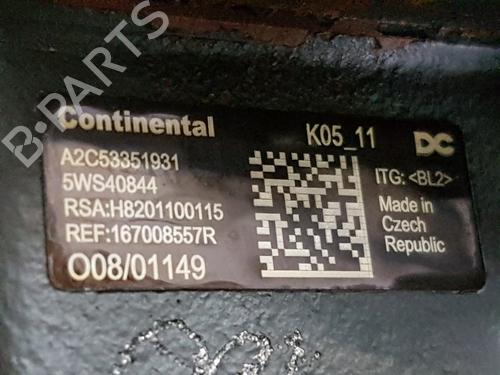 B-PARTS
Continental
K05_11
DC
A2C53351931
5WS40844
RSA:H8201100115
REF:167008557R
O08/01149
ITG: <BL2>
Made in
Czech
Republic